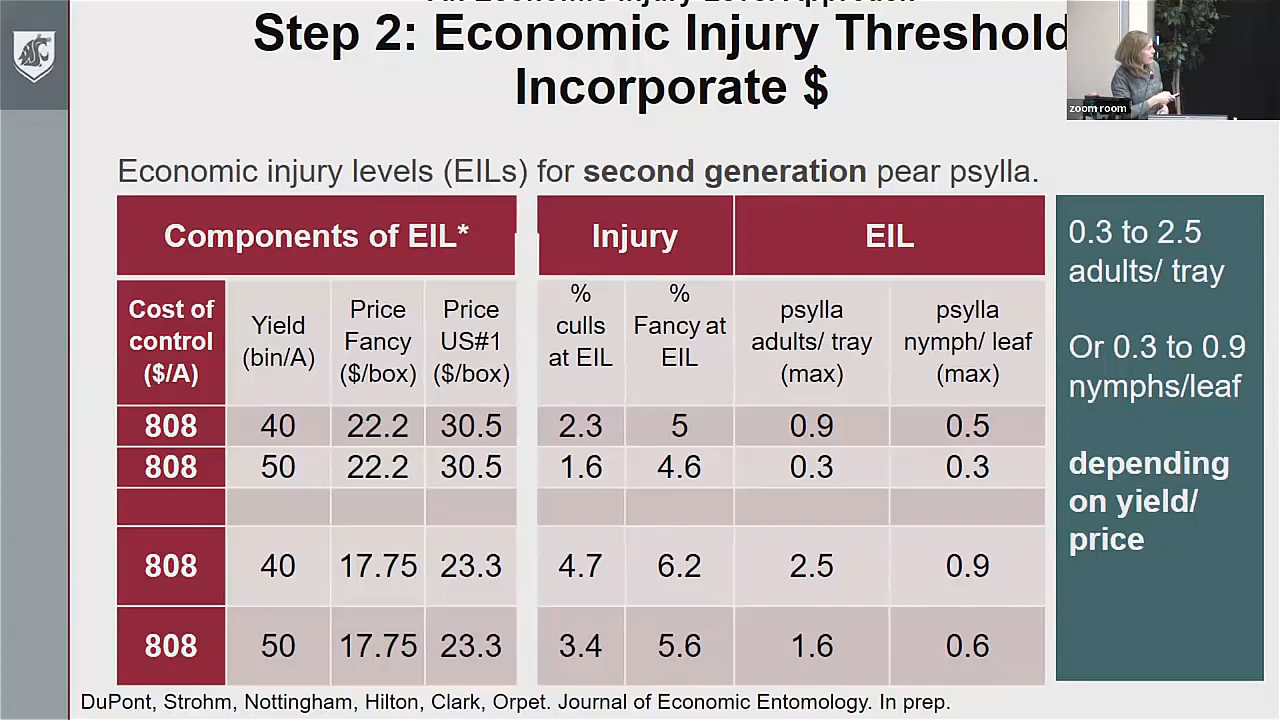 An Economic Injury Level Approach
Step 2: Economic Injury Threshold
Incorporate $
zoom room
Economic injury levels (EILs) for second generation pear psylla.
Components of EIL* Injury EIL
Cost of control ($/A) Yield (bin/A) Price Fancy ($/box) Price US#1 ($/box) % culls at EIL % Fancy at EIL psylla adults/ tray (max) psylla nymph/ leaf (max)
808 40 22.2 30.5 2.3 5 0.9 0.5
808 50 22.2 30.5 1.6 4.6 0.3 0.3
808 40 17.75 23.3 4.7 6.2 2.5 0.9
808 50 17.75 23.3 3.4 5.6 1.6 0.6
0.3 to 2.5
adults/ tray
Or 0.3 to 0.9
nymphs/leaf
depending
on yield/
price
DuPont, Strohm, Nottingham, Hilton, Clark, Orpet. Journal of Economic Entomology. In prep.